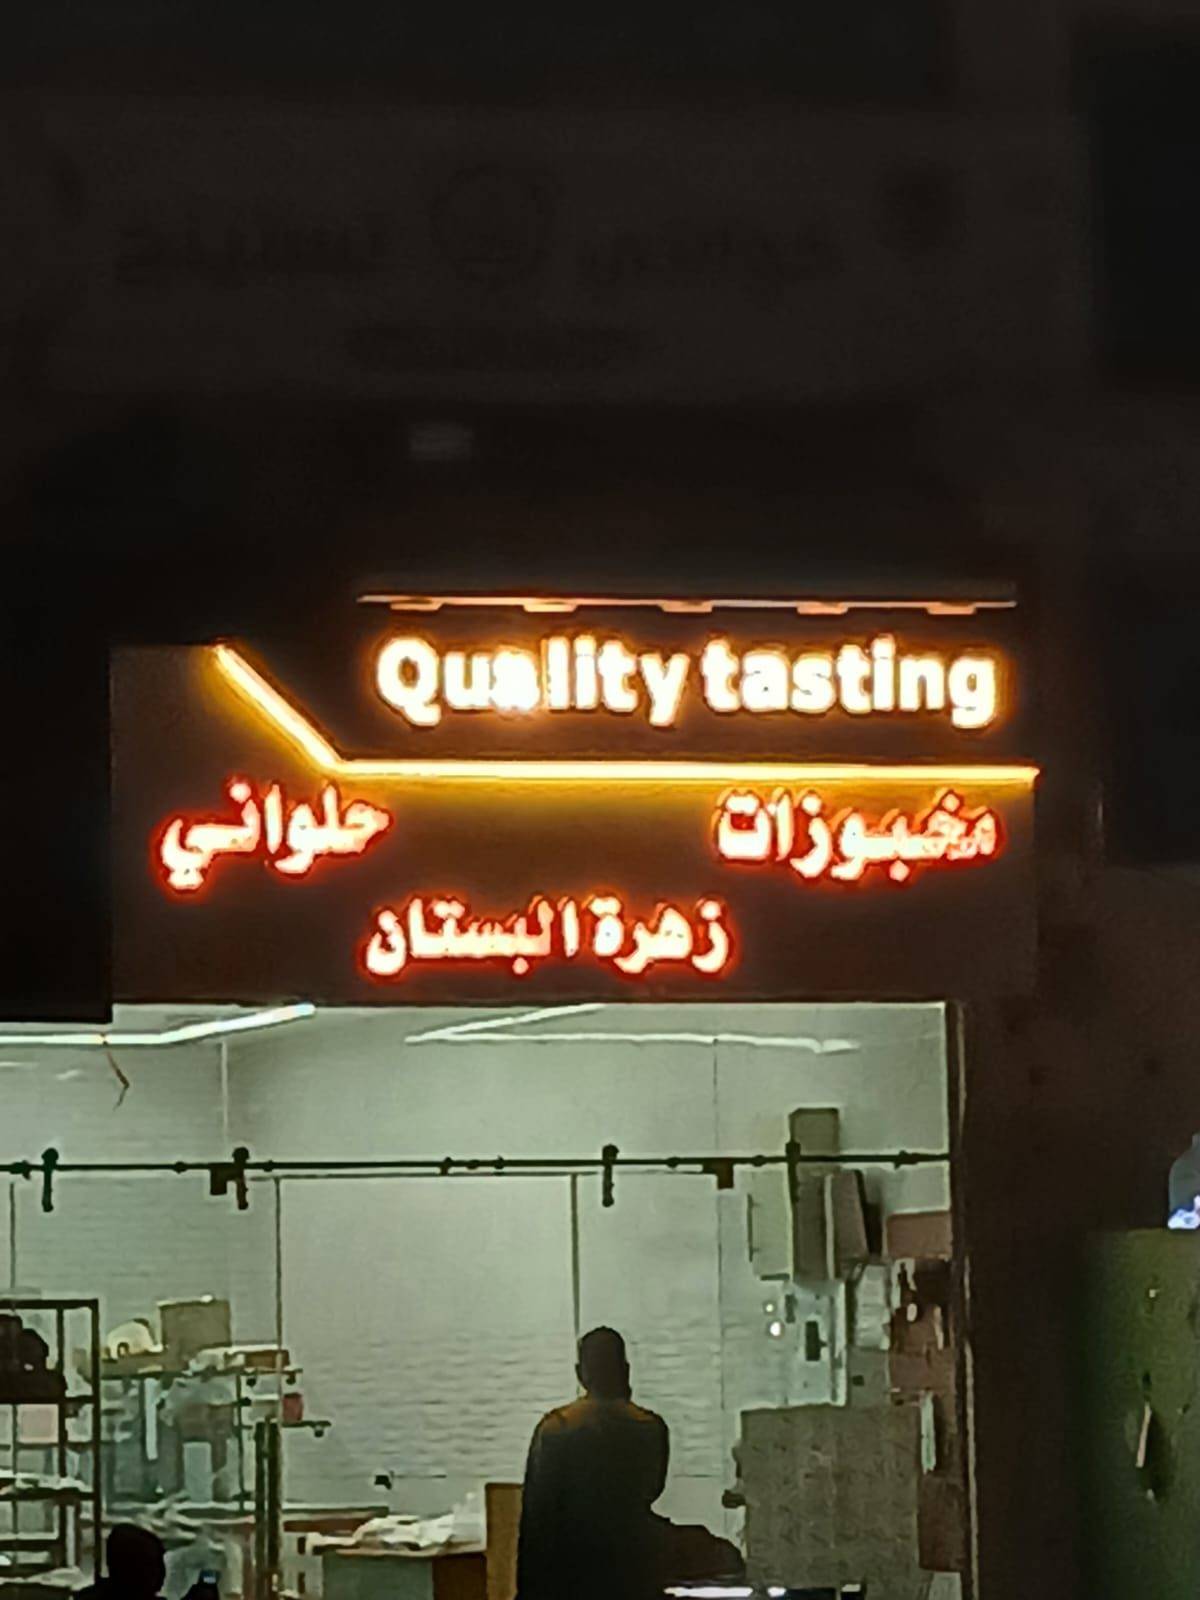 Quality tasting
مخبوزات حلواني
زهرة البستان